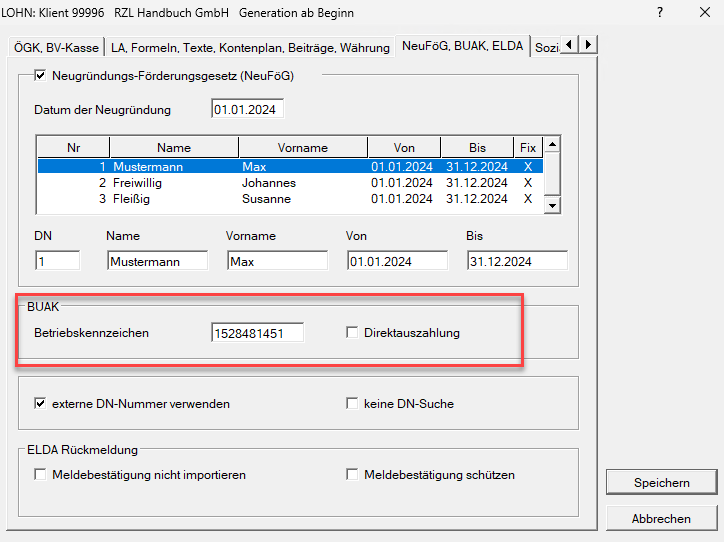 LOHN: Klient 99996   RZL Handbuch GmbH   Generation ab Beginn   ?   X
ÖGK, BV-Kasse   LA, Formeln, Texte, Kontenplan, Beiträge, Währung   NeuFöG, BUAK, ELDA   Sozi
Neugründungs-Förderungsgesetz (NeuFöG)
Datum der Neugründung   01.01.2024
Nr   Name   Vorname   Von   Bis   Fix
1   Mustermann   Max   01.01.2024   31.12.2024   X
2   Freiwillig   Johannes   01.01.2024   31.12.2024   X
3   Fleißig   Susanne   01.01.2024   31.12.2024   X
DN   Name   Vorname   Von   Bis
1   Mustermann   Max   01.01.2024   31.12.2024
BUAK
Betriebskennzeichen   1528481451   Direktauszahlung
externe DN-Nummer verwenden   keine DN-Suche
ELDA Rückmeldung
Meldebestätigung nicht importieren   Meldebestätigung schützen
Speichern
Abbrechen